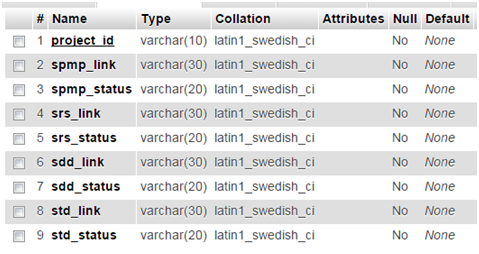 # Name Type Collation Attributes Null Default
1 project_id varchar(10) latin1_swedish_ci No None
2 spmp_link varchar(30) latin1_swedish_ci No None
3 spmp_status varchar(20) latin1_swedish_ci No None
4 srs_link varchar(30) latin1_swedish_ci No None
5 srs_status varchar(20) latin1_swedish_ci No None
6 sdd_link varchar(30) latin1_swedish_ci No None
7 sdd_status varchar(20) latin1_swedish_ci No None
8 std_link varchar(30) latin1_swedish_ci No None
9 std_status varchar(20) latin1_swedish_ci No None